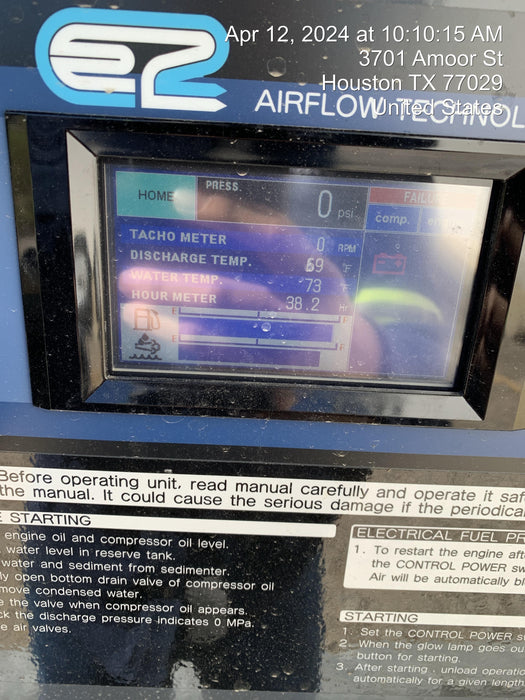 Apr 12, 2024 at 10:10:15 AM
3701 Amoor St
Houston TX 77029
United States
E2
AIRFLOW TECHNOL
HOME
PRESS.
0 psi
FAILURE
comp.
TACHO METER 0 RPM
DISCHARGE TEMP. 69 °F
WATER TEMP. 73 °F
HOUR METER 38.2 Hr
E F
E F
Before operating unit, read manual carefully and operate it saf
the manual. It could cause the serious damage if the periodica
E STARTING
engine oil and compressor oil level.
water level in reserve tank.
water and sediment from sedimenter.
ly open bottom drain valve of compressor oil
move condensed water.
e the valve when compressor oil appears.
ck the discharge pressure indicates 0 MPa.
e air valves.
ELECTRICAL FUEL PR
1. To restart the engine aft
the CONTROL POWER sw
Air will be automatically bl
STARTING
1. Set the CONTROL POWER s
2. When the glow lamp goes ou
button for starting.
3. After starting, unload operatio
automatically for a given length